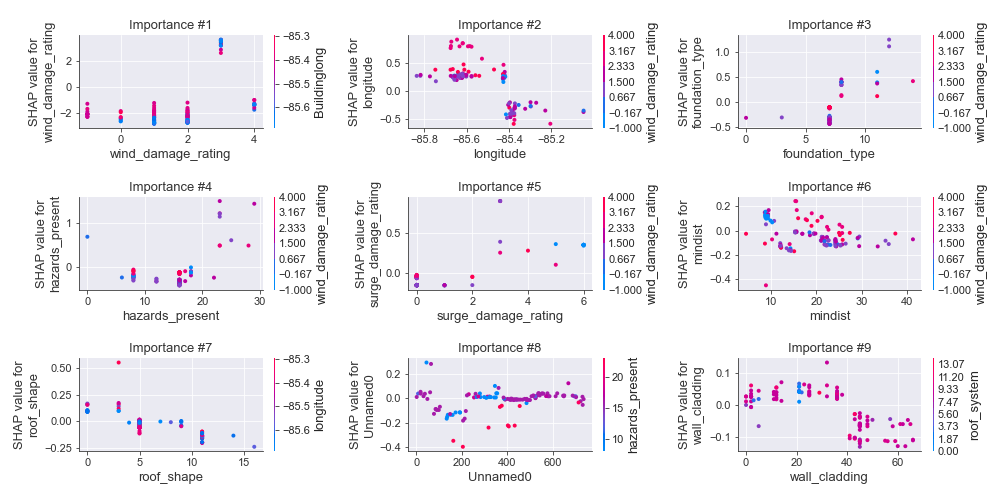 Importance #1
SHAP value for
wind_damage_rating
2
0
−2
0
2
4
wind_damage_rating
−85.3
−85.4
−85.5
−85.6
Buildinglong
Importance #2
SHAP value for
longitude
0.5
0.0
−0.5
−85.8
−85.6
−85.4
−85.2
longitude
4.000
3.167
2.333
1.500
0.667
−0.167
−1.000
wind_damage_rating
Importance #3
SHAP value for
foundation_type
1.0
0.5
0.0
−0.5
0
5
10
foundation_type
4.000
3.167
2.333
1.500
0.667
−0.167
−1.000
wind_damage_rating
Importance #4
SHAP value for
hazards_present
1
0
0
10
20
30
hazards_present
4.000
3.167
2.333
1.500
0.667
−0.167
−1.000
wind_damage_rating
Importance #5
SHAP value for
surge_damage_rating
0.5
0.0
0
2
4
6
surge_damage_rating
4.000
3.167
2.333
1.500
0.667
−0.167
−1.000
wind_damage_rating
Importance #6
SHAP value for
mindist
0.2
0.0
−0.2
−0.4
10
20
30
40
mindist
4.000
3.167
2.333
1.500
0.667
−0.167
−1.000
wind_damage_rating
Importance #7
SHAP value for
roof_shape
0.50
0.25
0.00
−0.25
0
5
10
15
roof_shape
−85.3
−85.4
−85.5
−85.6
longitude
Importance #8
SHAP value for
Unnamed0
0.2
0.0
−0.2
−0.4
0
200
400
600
Unnamed0
20
15
10
hazards_present
Importance #9
SHAP value for
wall_cladding
0.1
0.0
−0.1
0
20
40
60
wall_cladding
13.07
11.20
9.33
7.47
5.60
3.73
1.87
0.00
roof_system